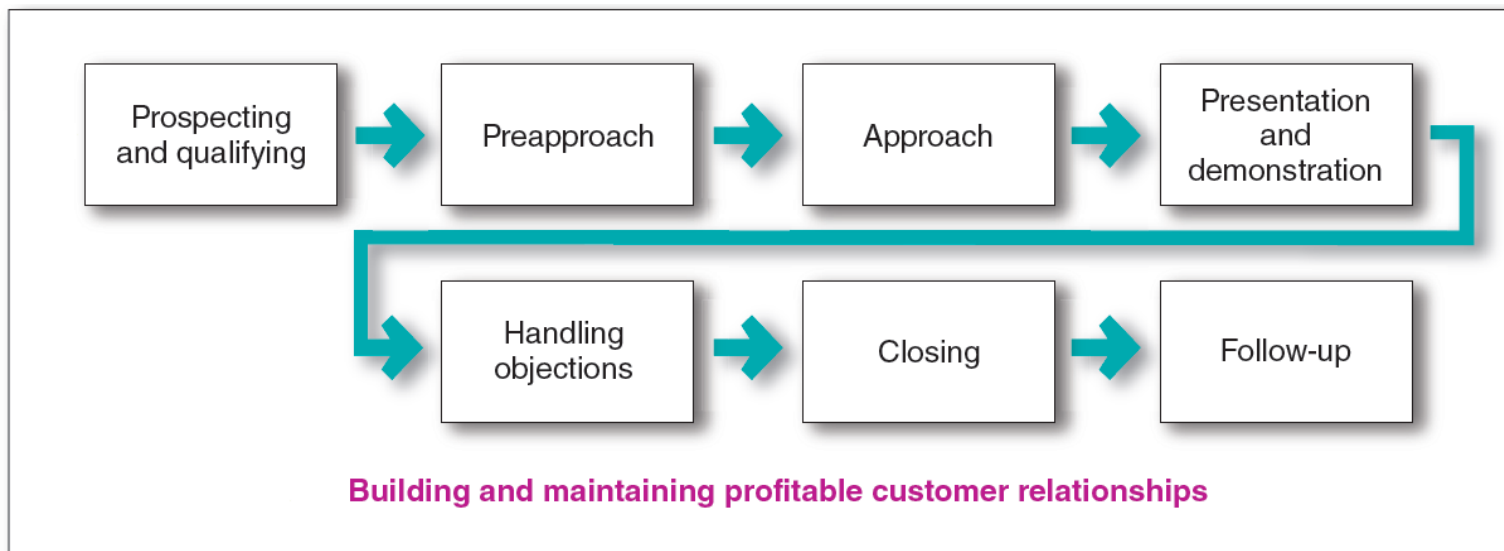 Prospecting
and qualifying
Preapproach
Approach
Presentation
and
demonstration
Handling
objections
Closing
Follow-up
Building and maintaining profitable customer relationships